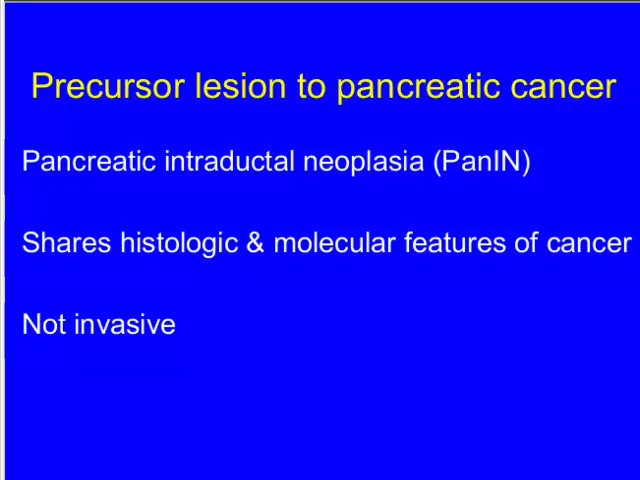 Precursor lesion to pancreatic cancer
Pancreatic intraductal neoplasia (PanIN)
Shares histologic & molecular features of cancer
Not invasive